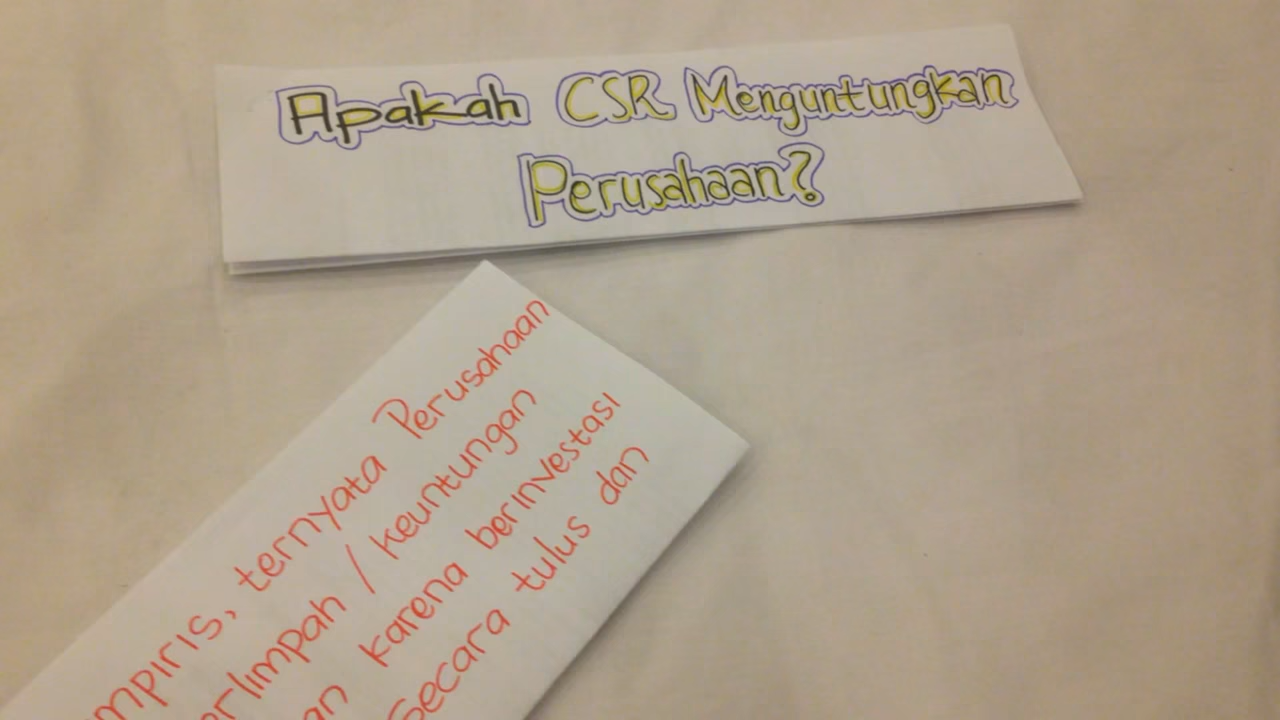 Apakah CSR Menguntungkan
Perusahaan?
mpiris, ternyata Perusahaan
erlimpah / keuntungan
an karena berinvestasi
Secara tulus dan